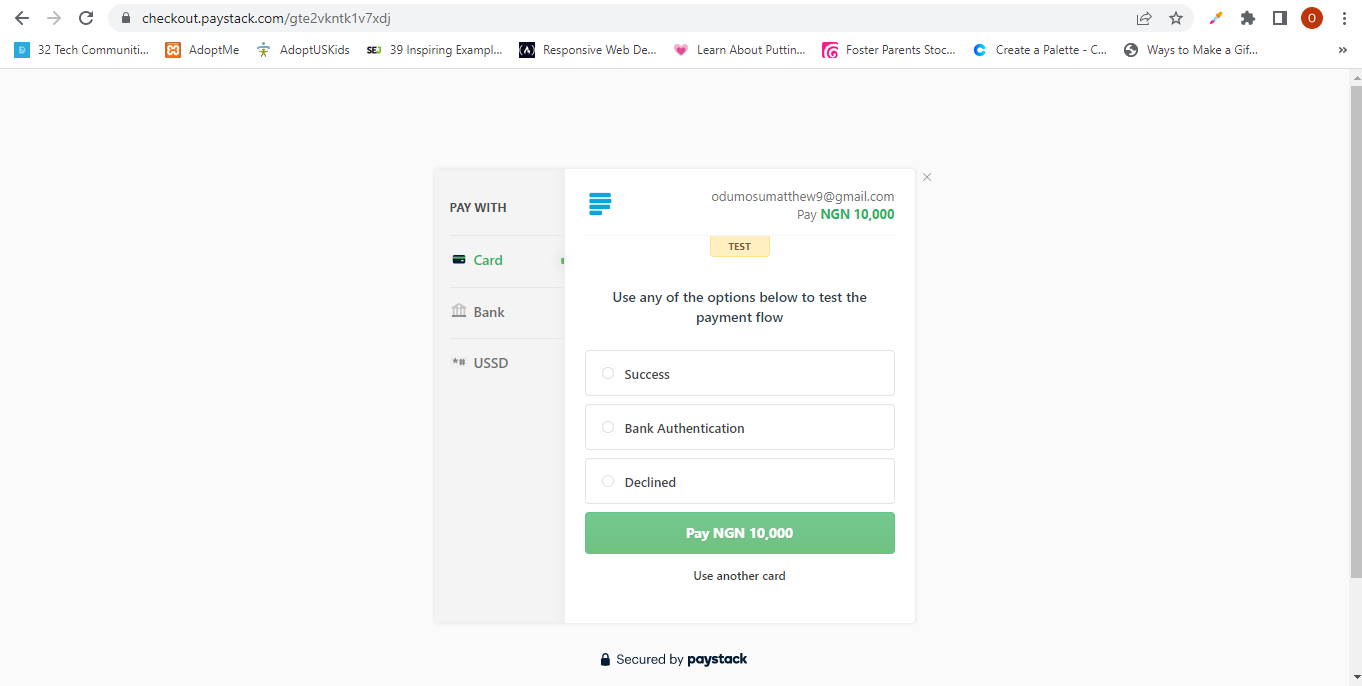 checkout.paystack.com/gte2vkntk1v7xdj
O
32 Tech Communiti...
AdoptMe
AdoptUSKids
SEJ
39 Inspiring Exampl...
Responsive Web De...
Learn About Puttin...
Foster Parents Stoc...
Create a Palette - C...
Ways to Make a Gif...
»
PAY WITH
Card
Bank
*# USSD
odumosumatthew9@gmail.com
Pay NGN 10,000
TEST
Use any of the options below to test the
payment flow
Success
Bank Authentication
Declined
Pay NGN 10,000
Use another card
Secured by paystack